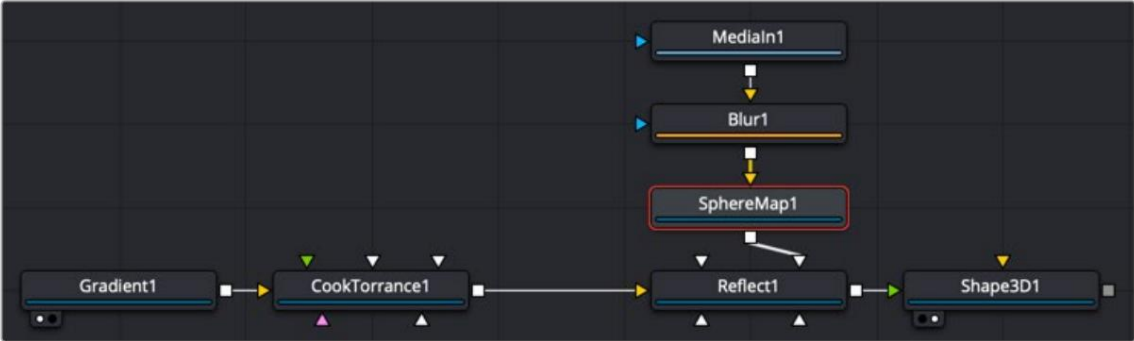 MediaIn1
Blur1
SphereMap1
Gradient1
CookTorrance1
Reflect1
Shape3D1